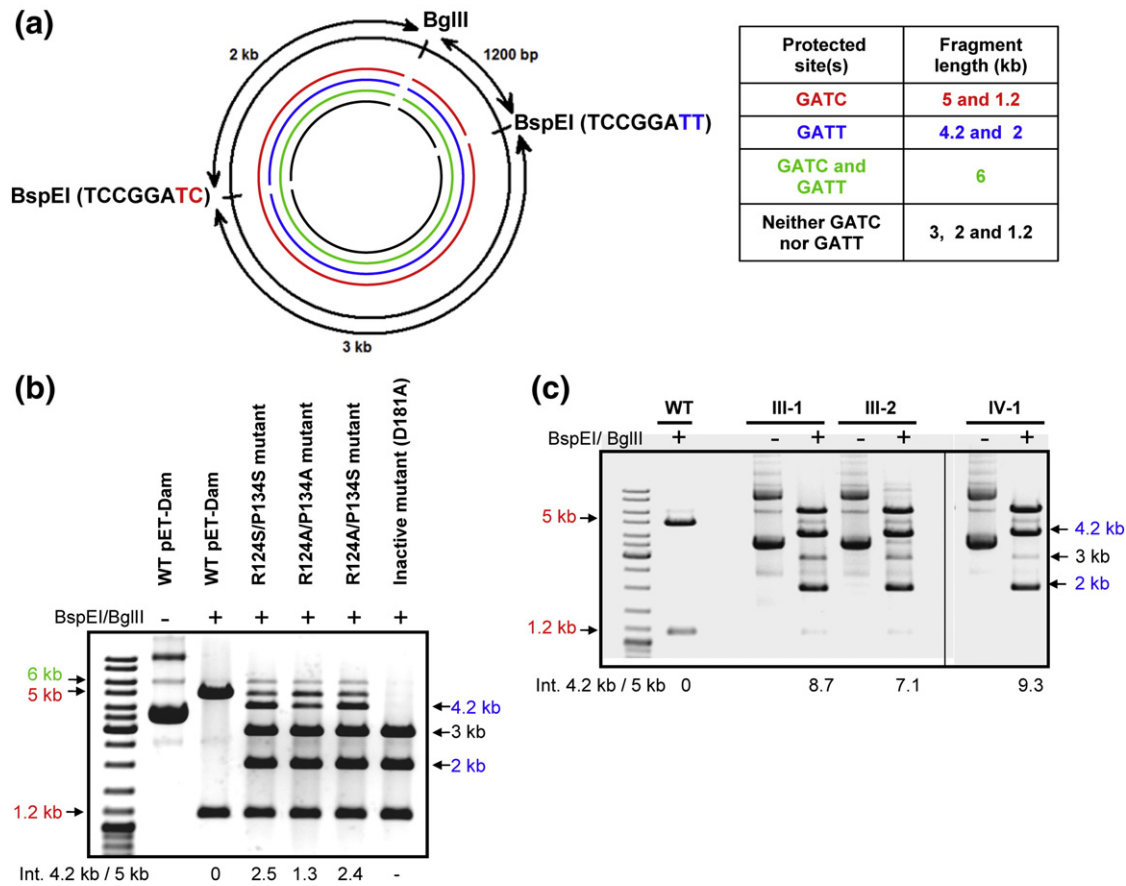 (a)
BglII
2 kb
1200 bp
BspEI (TCCGGATT)
BspEI (TCCGGATC)
3 kb
Protected site(s)
Fragment length (kb)
GATC
5 and 1.2
GATT
4.2 and 2
GATC and GATT
6
Neither GATC nor GATT
3, 2 and 1.2
(b)
WT pET-Dam
WT pET-Dam
R124S/P134S mutant
R124A/P134A mutant
R124A/P134S mutant
Inactive mutant (D181A)
BspEI/BglII - + + + + +
6 kb
5 kb
1.2 kb
4.2 kb
3 kb
2 kb
Int. 4.2 kb / 5 kb 0 2.5 1.3 2.4 -
(c)
WT III-1 III-2 IV-1
BspEI/ BglII + - + - + - +
5 kb
1.2 kb
4.2 kb
3 kb
2 kb
Int. 4.2 kb / 5 kb 0 8.7 7.1 9.3